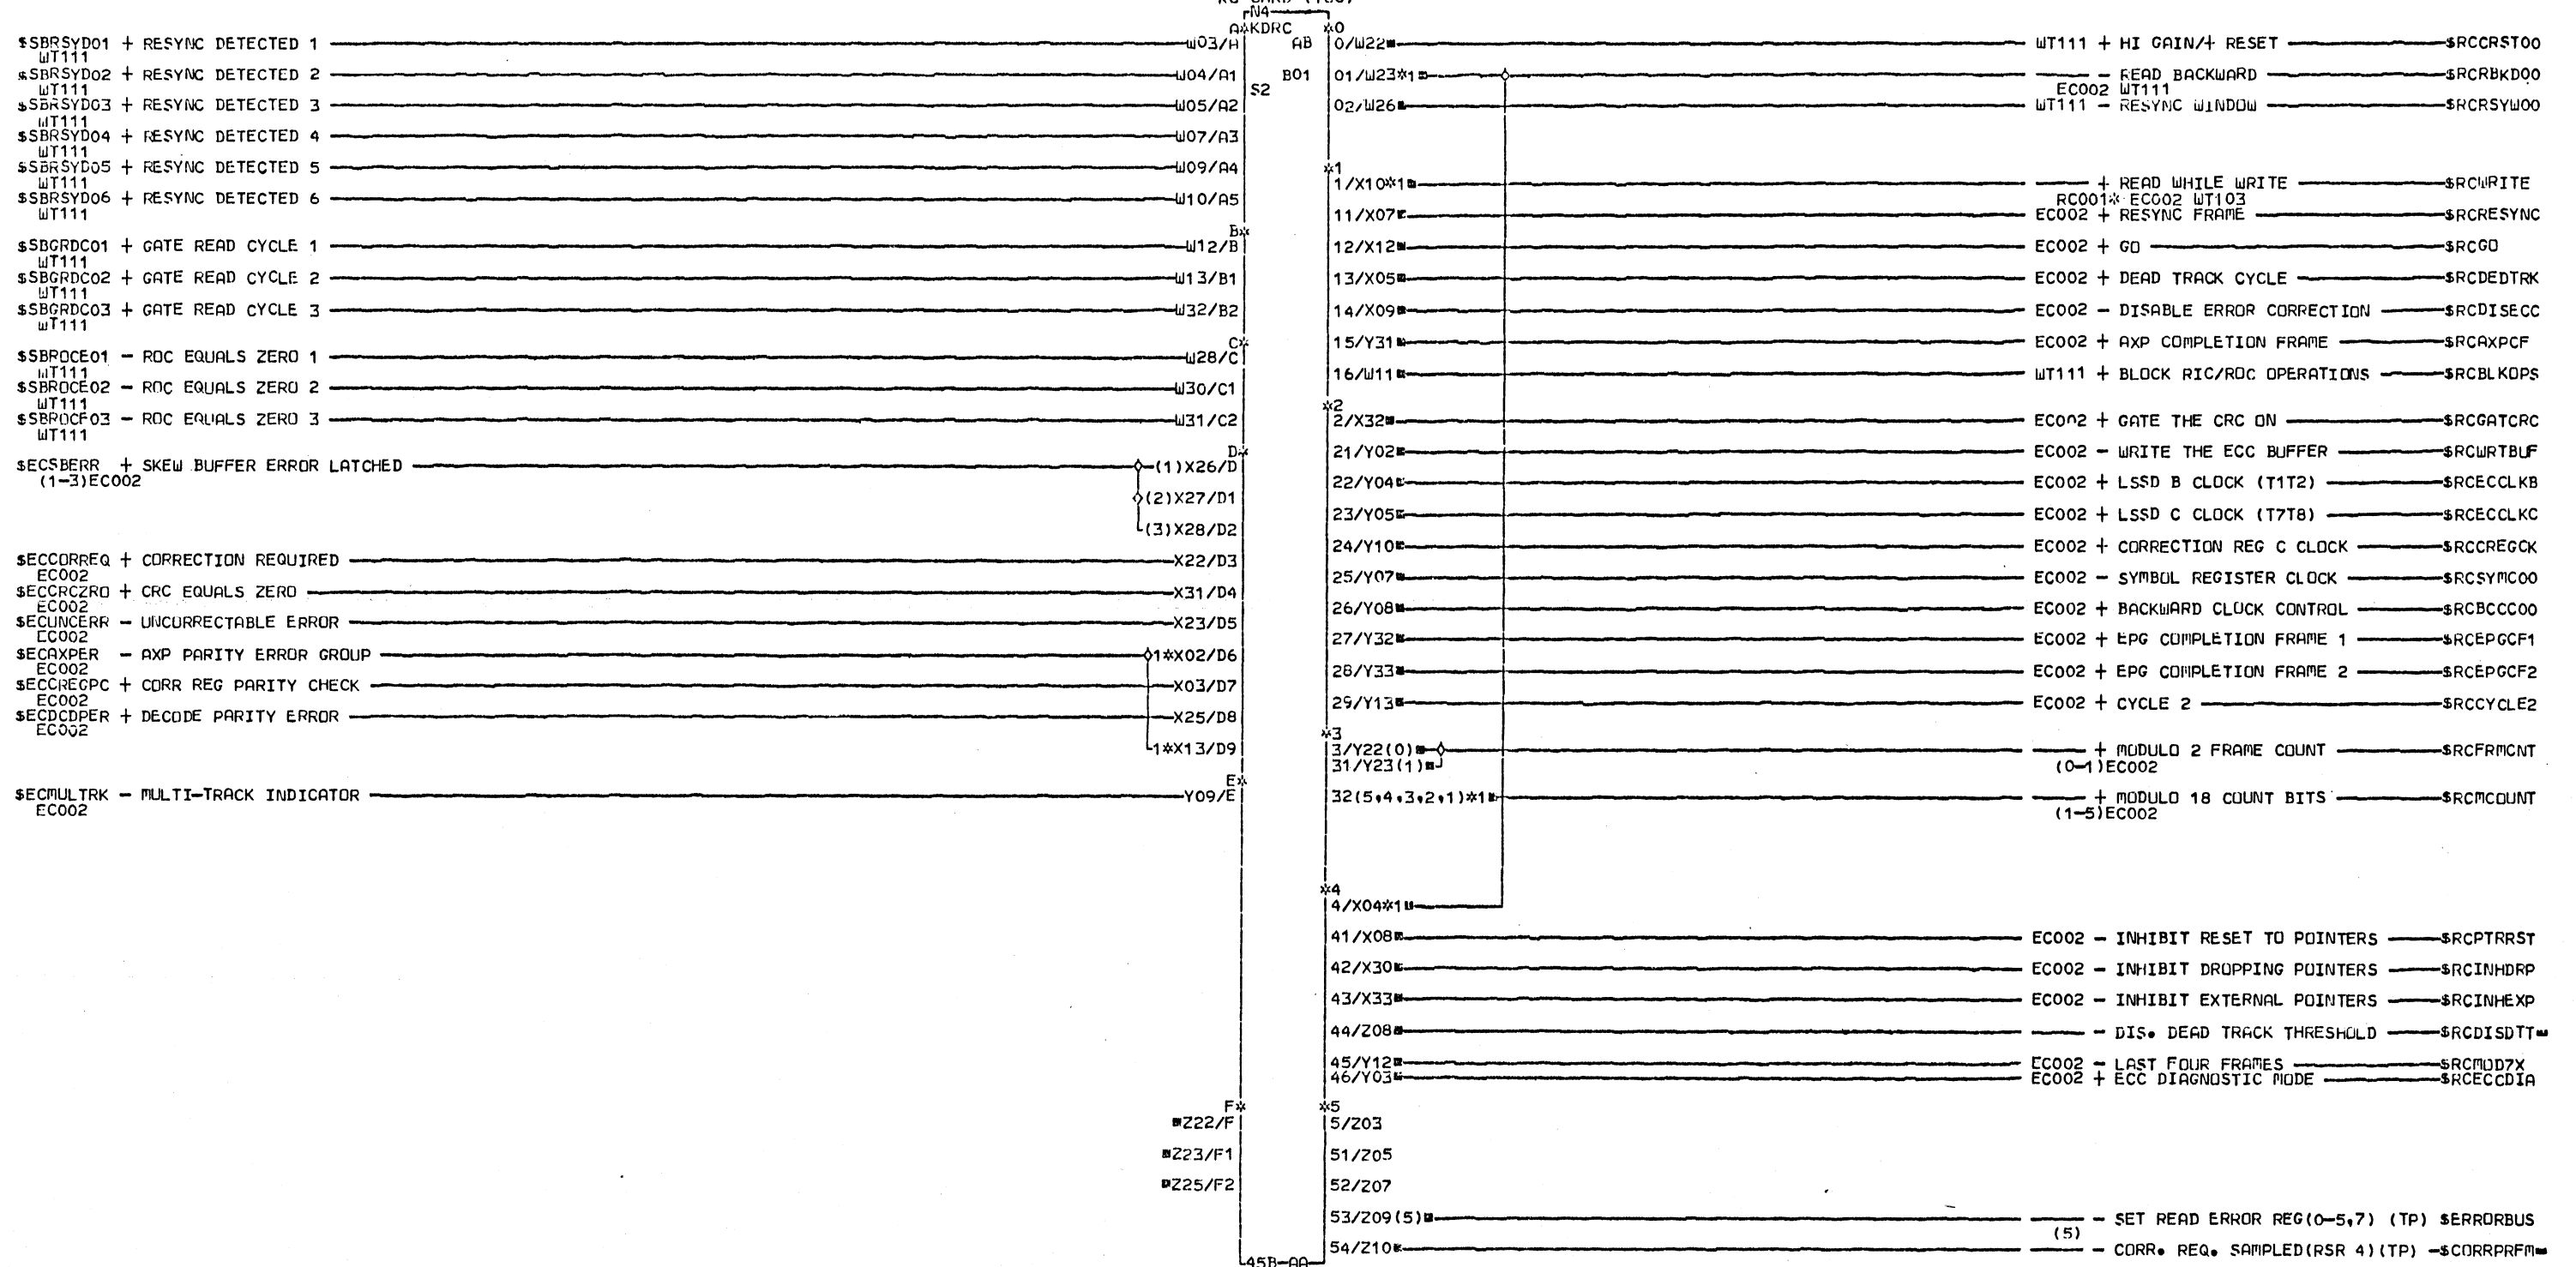 N4
A*KDRC *0
$SBRSYD01 + RESYNC DETECTED 1 W03/A AB 0/W22 WT111 + HI GAIN/+ RESET $RCCRST00
WT111
$SBRSYD02 + RESYNC DETECTED 2 W04/A1 B01 01/W23*1 - READ BACKWARD $RCRBKD00
WT111 S2 EC002 WT111
$SBRSYD03 + RESYNC DETECTED 3 W05/A2 02/W26 WT111 - RESYNC WINDOW $RCRSYW00
WT111
$SBRSYD04 + RESYNC DETECTED 4 W07/A3
WT111
$SBRSYD05 + RESYNC DETECTED 5 W09/A4 *1
WT111 1/X10*1 + READ WHILE WRITE $RCWRITE
$SBRSYD06 + RESYNC DETECTED 6 W10/A5 RC001* EC002 WT103
WT111 11/X07 EC002 + RESYNC FRAME $RCRESYNC
B*
$SBGRDC01 + GATE READ CYCLE 1 W12/B 12/X12 EC002 + GO $RCGO
WT111
$SBGRDC02 + GATE READ CYCLE 2 W13/B1 13/X05 EC002 + DEAD TRACK CYCLE $RCDEDTRK
WT111
$SBGRDC03 + GATE READ CYCLE 3 W32/B2 14/X09 EC002 - DISABLE ERROR CORRECTION $RCDISECC
WT111
C* 15/Y31 EC002 + AXP COMPLETION FRAME $RCAXPCF
$SBROCE01 - ROC EQUALS ZERO 1 W28/C
WT111 16/W11 WT111 + BLOCK RIC/ROC OPERATIONS $RCBLKOPS
$SBROCE02 - ROC EQUALS ZERO 2 W30/C1
WT111 *2
$SBROCE03 - ROC EQUALS ZERO 3 W31/C2 2/X32 EC002 + GATE THE CRC ON $RCGATCRC
WT111
D* 21/Y02 EC002 - WRITE THE ECC BUFFER $RCWRTBUF
$ECSBERR + SKEW BUFFER ERROR LATCHED (1)X26/D
(1-3)EC002 22/Y04 EC002 + LSSD B CLOCK (T1T2) $RCECCLKB
(2)X27/D1
23/Y05 EC002 + LSSD C CLOCK (T7T8) $RCECCLKC
(3)X28/D2
24/Y10 EC002 + CORRECTION REG C CLOCK $RCCREGCK
$ECCORREQ + CORRECTION REQUIRED X22/D3
EC002 25/Y07 EC002 - SYMBOL REGISTER CLOCK $RCSYMC00
$ECCRCZRO + CRC EQUALS ZERO X31/D4
EC002 26/Y08 EC002 + BACKWARD CLOCK CONTROL $RCBCCC00
$ECUNCERR - UNCORRECTABLE ERROR X23/D5
EC002 27/Y32 EC002 + EPG COMPLETION FRAME 1 $RCEPGCF1
$ECAXPER - AXP PARITY ERROR GROUP 1*X02/D6
EC002 28/Y33 EC002 + EPG COMPLETION FRAME 2 $RCEPGCF2
$ECCREGPC + CORR REG PARITY CHECK X03/D7
EC002 29/Y13 EC002 + CYCLE 2 $RCCYCLE2
$ECDCDPER + DECODE PARITY ERROR X25/D8
EC002 *3
1*X13/D9 3/Y22(0) + MODULO 2 FRAME COUNT $RCFRMCNT
31/Y23(1) (0-1)EC002
E*
$ECMULTRK - MULTI-TRACK INDICATOR Y09/E 32(5,4,3,2,1)*1 + MODULO 18 COUNT BITS $RCMCOUNT
EC002 (1-5)EC002
*4
4/X04*1
41/X08 EC002 - INHIBIT RESET TO POINTERS $RCPTRRST
42/X30 EC002 - INHIBIT DROPPING POINTERS $RCINHDRP
43/X33 EC002 - INHIBIT EXTERNAL POINTERS $RCINHEXP
44/Z08 - DIS. DEAD TRACK THRESHOLD $RCDISDTT
45/Y12 EC002 - LAST FOUR FRAMES $RCMOD7X
46/Y03 EC002 + ECC DIAGNOSTIC MODE $RCECCDIA
F* *5
Z22/F 5/Z03
Z23/F1 51/Z05
Z25/F2 52/Z07
53/Z09(5) - SET READ ERROR REG(0-5,7) (TP) $ERRORBUS
(5)
54/Z10 - CORR. REQ. SAMPLED(RSR 4)(TP) -$CORRPRFM
45B-AA